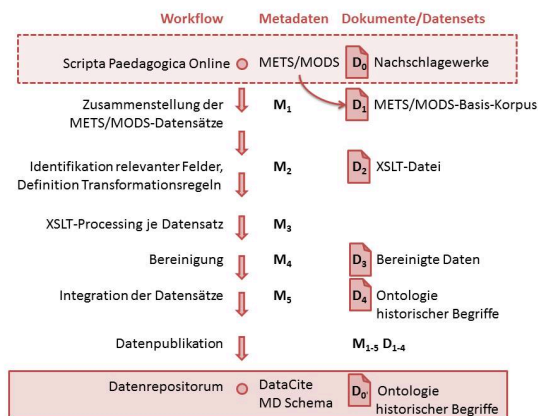 Workflow Metadaten Dokumente/Datensets
Scripta Paedagogica Online METS/MODS D0 Nachschlagewerke
Zusammenstellung der
METS/MODS-Datensätze
M1 D1 METS/MODS-Basis-Korpus
Identifikation relevanter Felder,
Definition Transformationsregeln
M2 D2 XSLT-Datei
XSLT-Processing je Datensatz M3
Bereinigung M4 D3 Bereinigte Daten
Integration der Datensätze M5 D4 Ontologie
historischer Begriffe
Datenpublikation M1-5 D1-4
Datenrepositorum DataCite
MD Schema
D0' Ontologie
historischer Begriffe